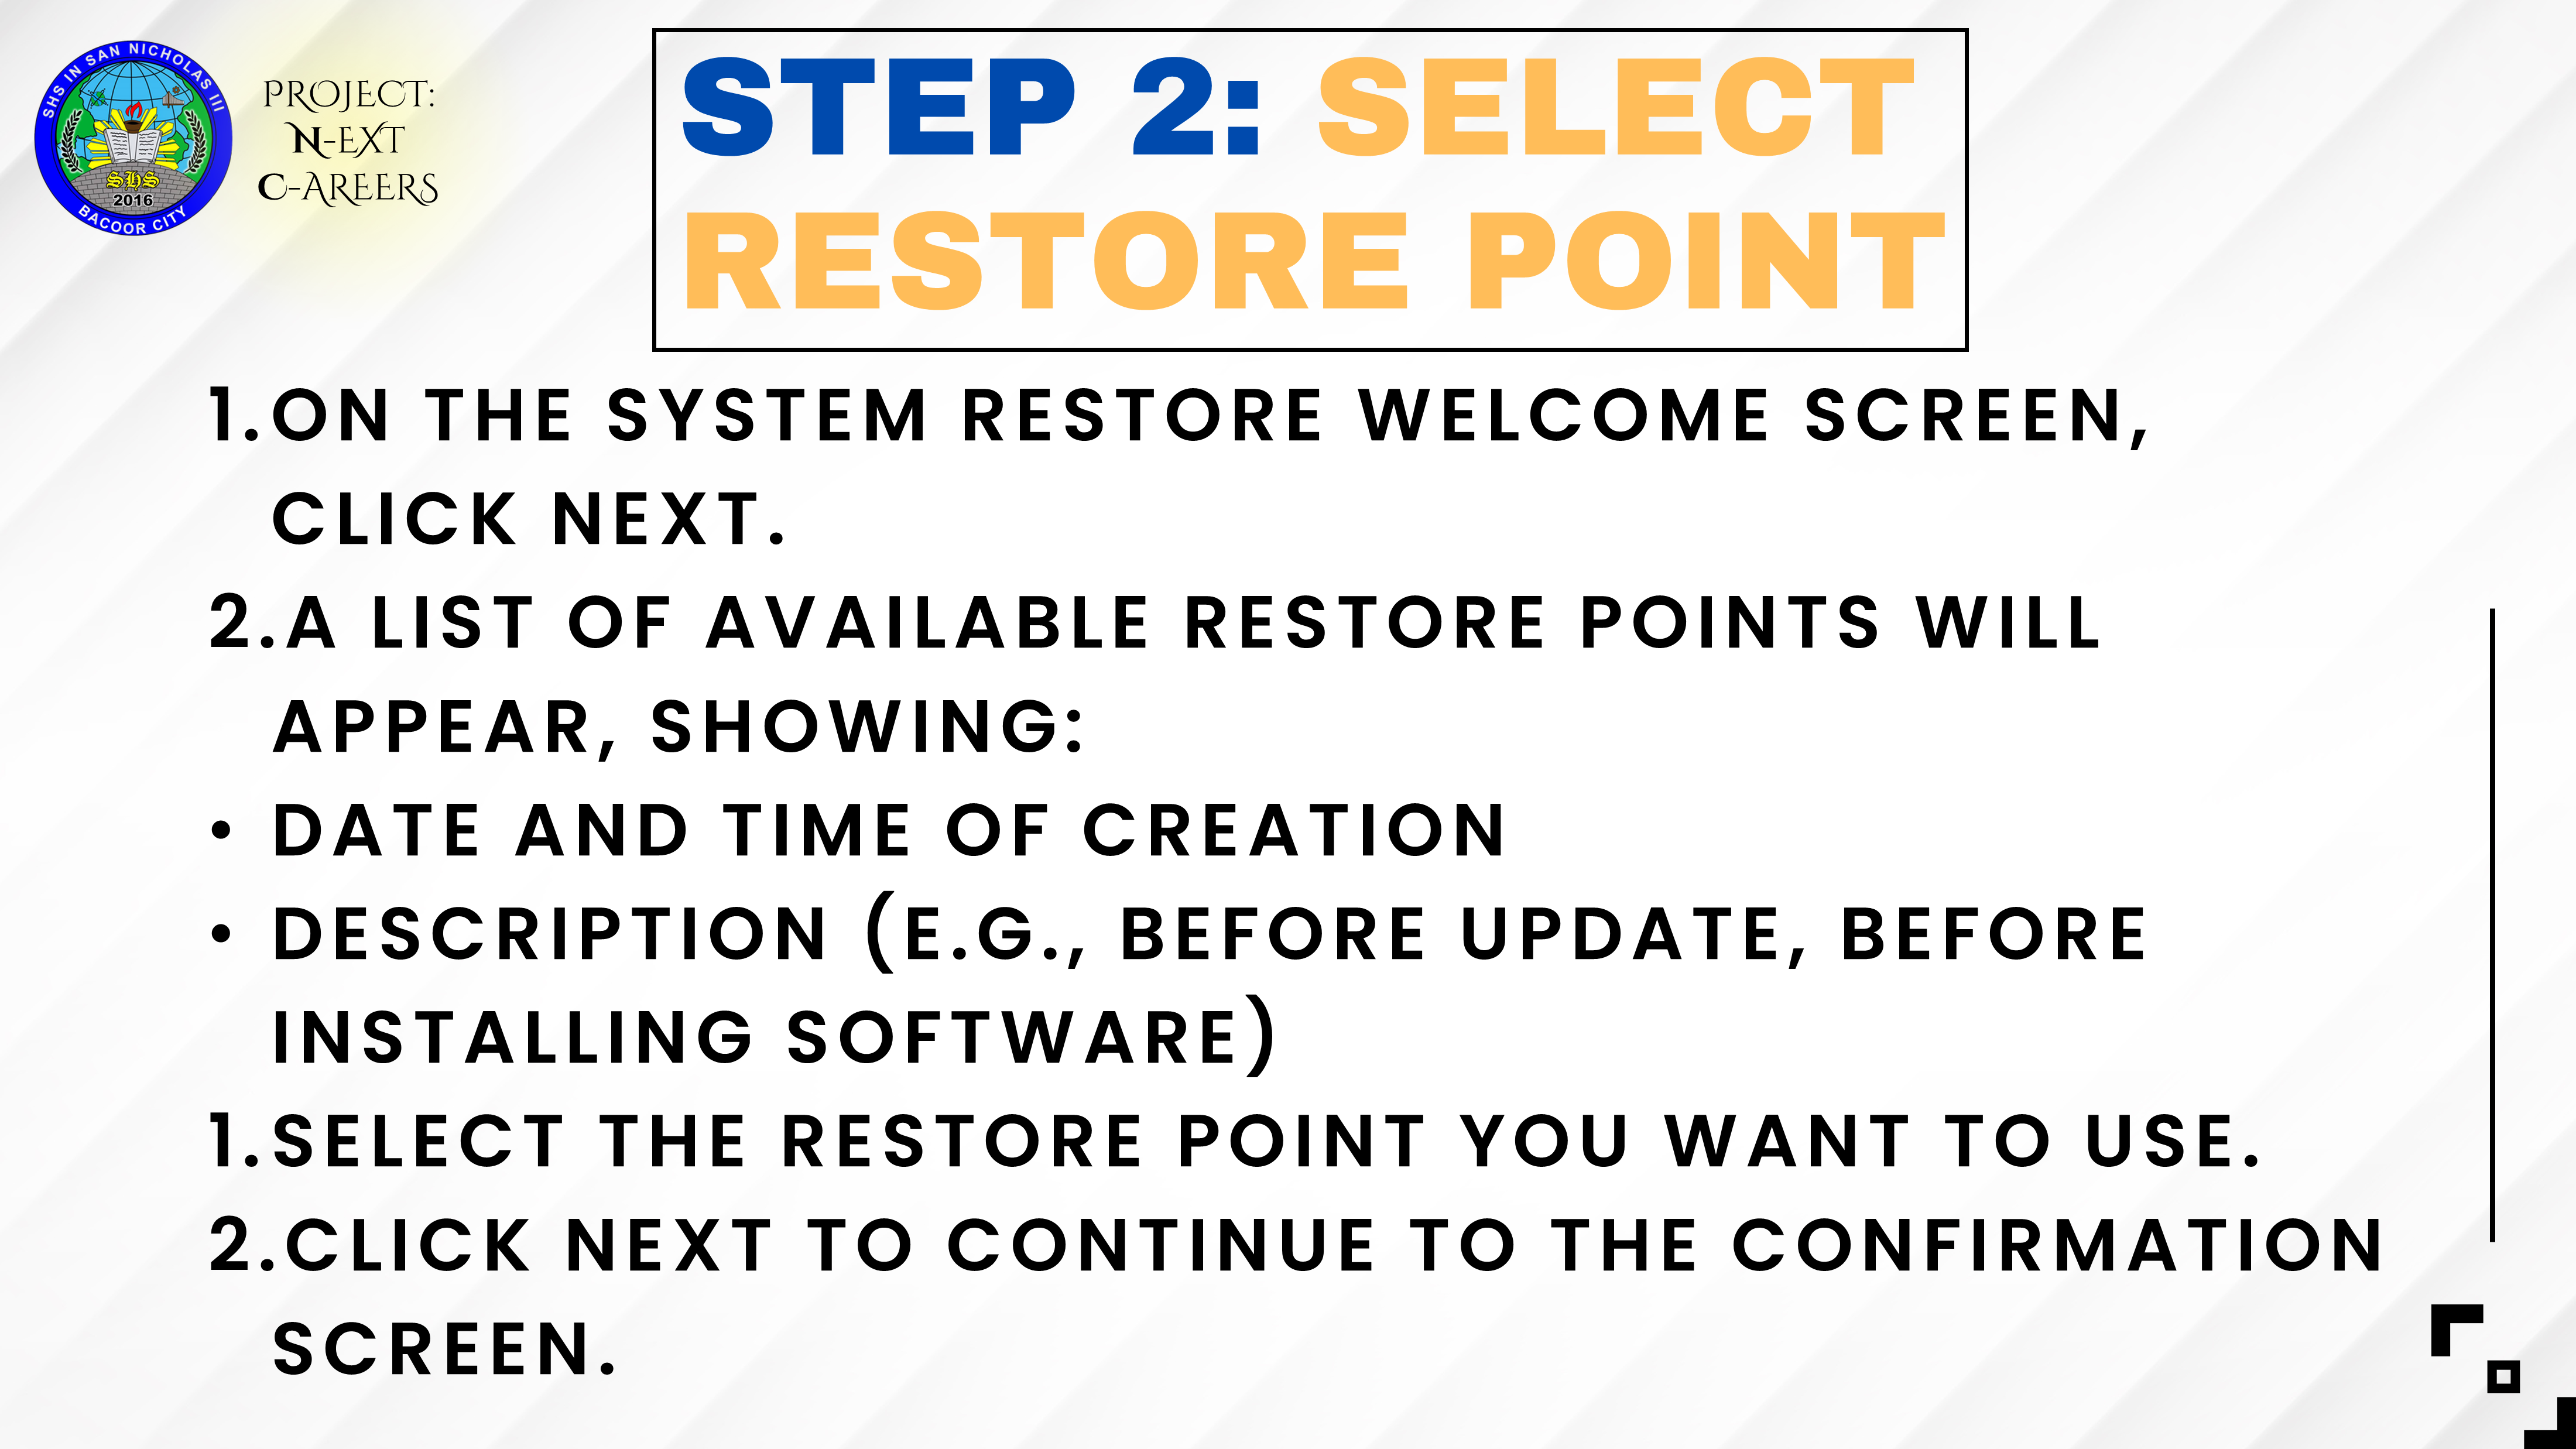 SHS IN SAN NICHOLAS III
SHS
2016
BACOOR CITY
PROJECT:
N-EXT
C-AREERS
STEP 2: SELECT
RESTORE POINT
1.ON THE SYSTEM RESTORE WELCOME SCREEN,
CLICK NEXT.
2.A LIST OF AVAILABLE RESTORE POINTS WILL
APPEAR, SHOWING:
• DATE AND TIME OF CREATION
• DESCRIPTION (E.G., BEFORE UPDATE, BEFORE
INSTALLING SOFTWARE)
1.SELECT THE RESTORE POINT YOU WANT TO USE.
2.CLICK NEXT TO CONTINUE TO THE CONFIRMATION
SCREEN.